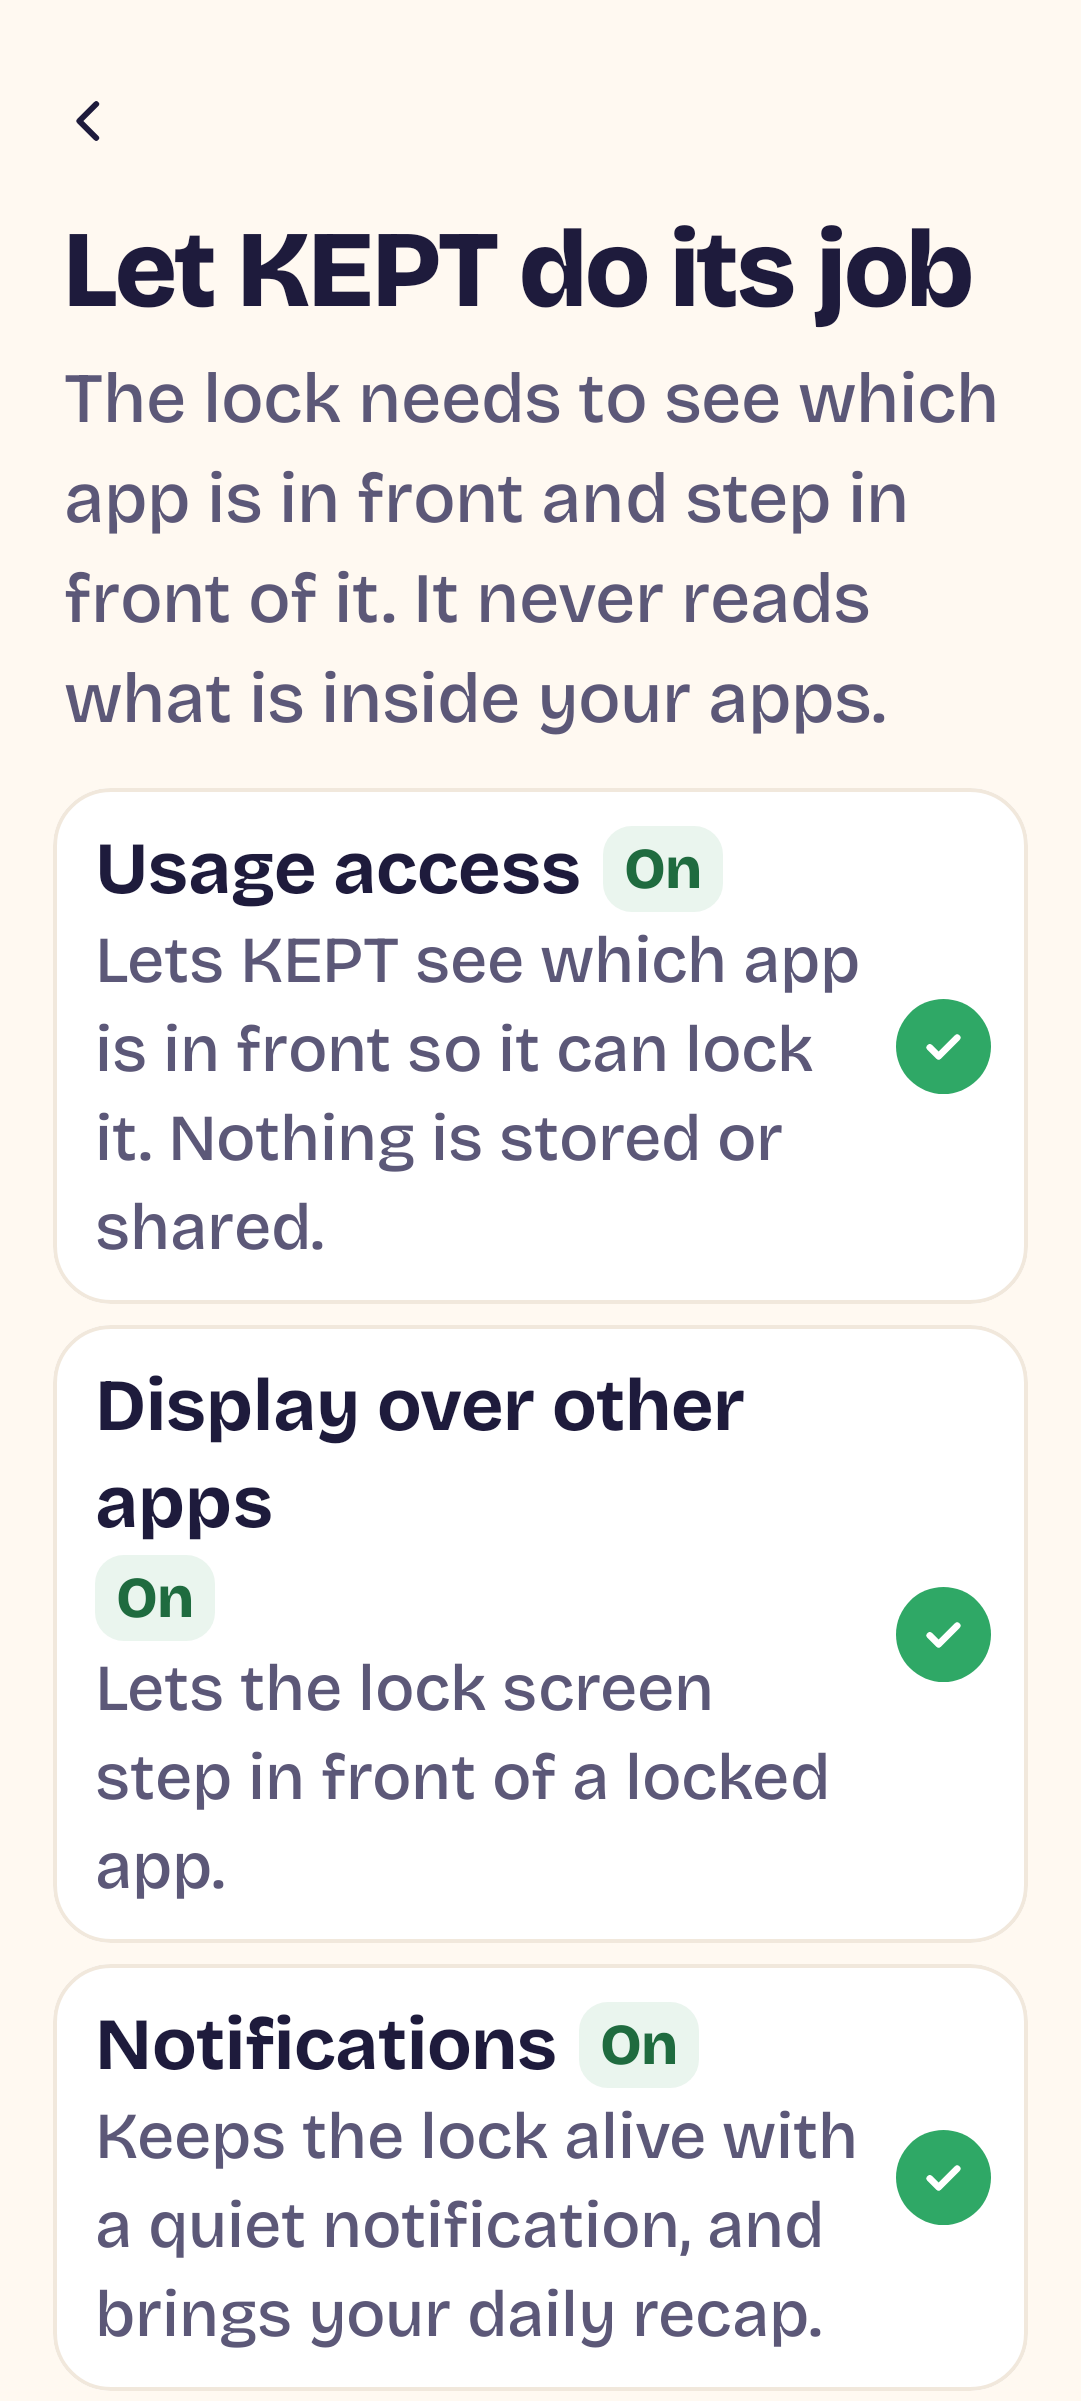 Let KEPT do its job
The lock needs to see which
app is in front and step in
front of it. It never reads
what is inside your apps.
Usage access On
Lets KEPT see which app
is in front so it can lock
it. Nothing is stored or
shared.
Display over other
apps
On
Lets the lock screen
step in front of a locked
app.
Notifications On
Keeps the lock alive with
a quiet notification, and
brings your daily recap.